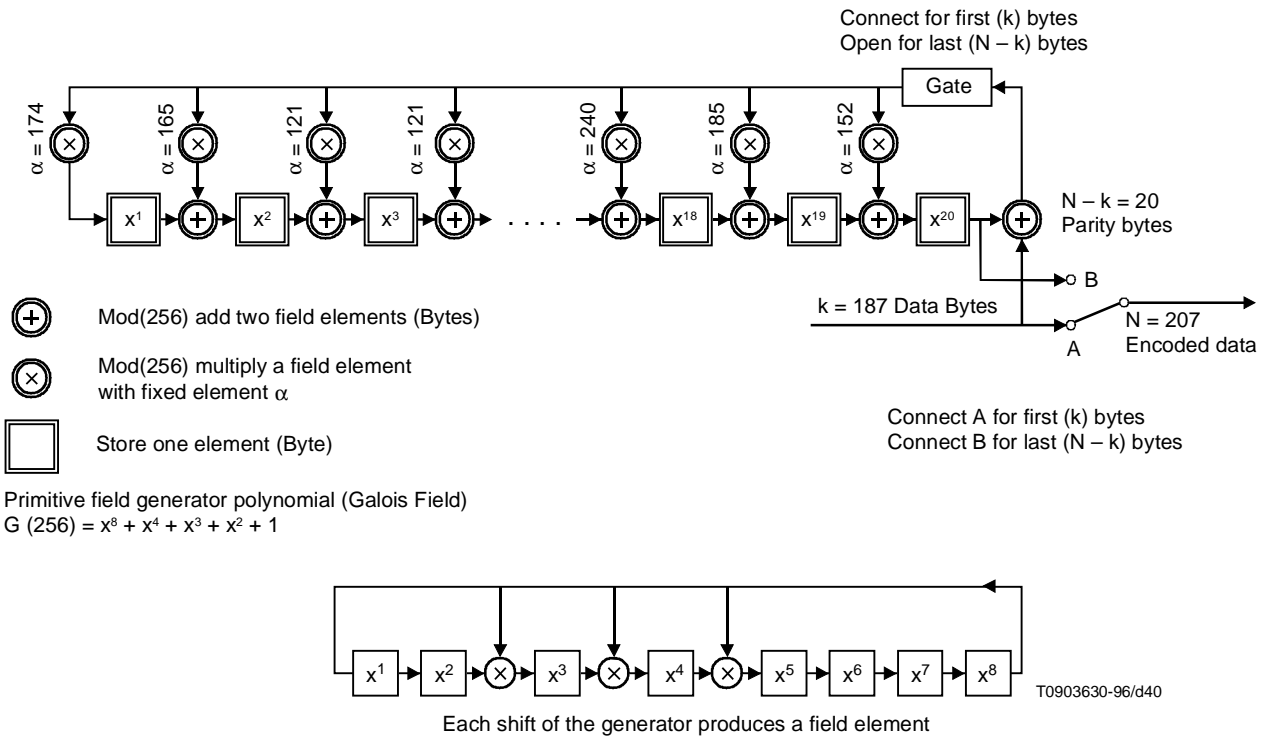 Connect for first (k) bytes
Open for last (N – k) bytes
Gate
α = 174
α = 165
α = 121
α = 121
α = 240
α = 185
α = 152
×
×
×
×
×
×
×
x¹
+
x²
+
x³
+
. . . .
+
x¹⁸
+
x¹⁹
+
x²⁰
+
N – k = 20
Parity bytes
B
k = 187 Data Bytes
A
N = 207
Encoded data
+
Mod(256) add two field elements (Bytes)
×
Mod(256) multiply a field element
with fixed element α
Connect A for first (k) bytes
Connect B for last (N – k) bytes
Store one element (Byte)
Primitive field generator polynomial (Galois Field)
G (256) = x⁸ + x⁴ + x³ + x² + 1
x¹
x²
×
x³
×
x⁴
×
x⁵
x⁶
x⁷
x⁸
T0903630-96/d40
Each shift of the generator produces a field element